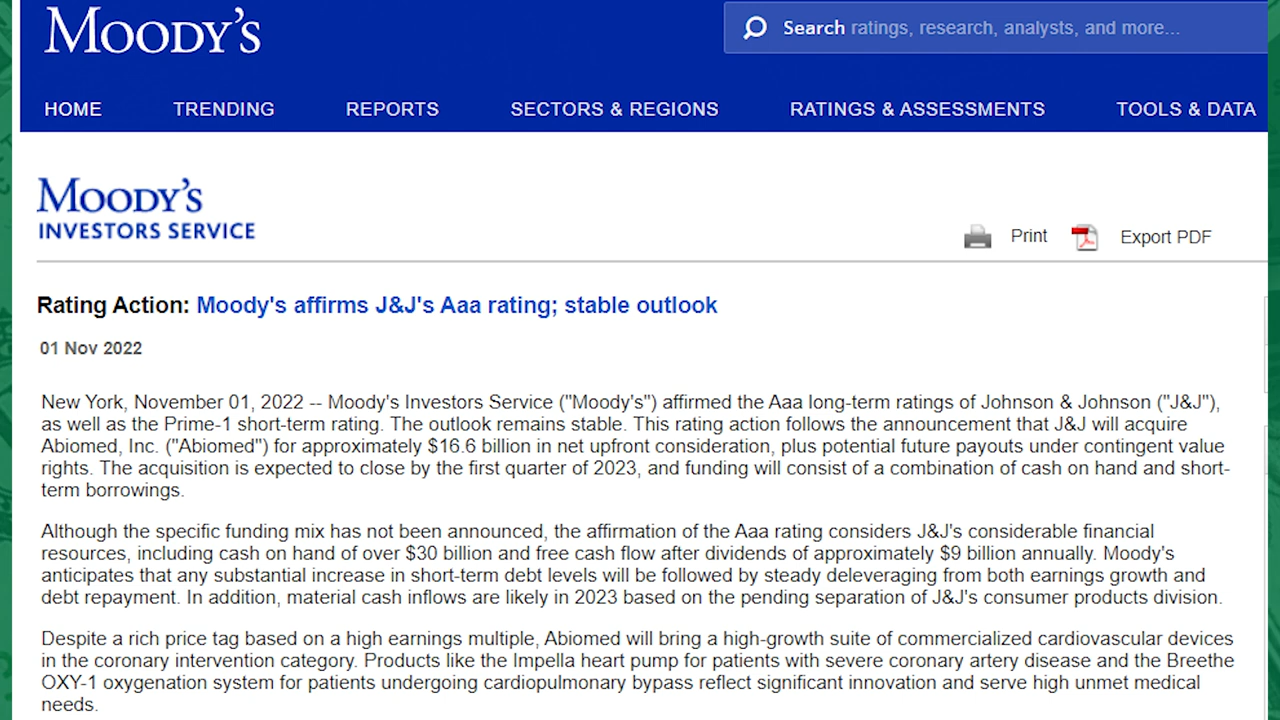 MOODY'S
Search ratings, research, analysts, and more...
HOME TRENDING REPORTS SECTORS & REGIONS RATINGS & ASSESSMENTS TOOLS & DATA
MOODY'S
INVESTORS SERVICE
Print Export PDF
Rating Action: Moody's affirms J&J's Aaa rating; stable outlook
01 Nov 2022
New York, November 01, 2022 -- Moody's Investors Service ("Moody's") affirmed the Aaa long-term ratings of Johnson & Johnson ("J&J"),
as well as the Prime-1 short-term rating. The outlook remains stable. This rating action follows the announcement that J&J will acquire
Abiomed, Inc. ("Abiomed") for approximately $16.6 billion in net upfront consideration, plus potential future payouts under contingent value
rights. The acquisition is expected to close by the first quarter of 2023, and funding will consist of a combination of cash on hand and short-
term borrowings.
Although the specific funding mix has not been announced, the affirmation of the Aaa rating considers J&J's considerable financial
resources, including cash on hand of over $30 billion and free cash flow after dividends of approximately $9 billion annually. Moody's
anticipates that any substantial increase in short-term debt levels will be followed by steady deleveraging from both earnings growth and
debt repayment. In addition, material cash inflows are likely in 2023 based on the pending separation of J&J's consumer products division.
Despite a rich price tag based on a high earnings multiple, Abiomed will bring a high-growth suite of commercialized cardiovascular devices
in the coronary intervention category. Products like the Impella heart pump for patients with severe coronary artery disease and the Breethe
OXY-1 oxygenation system for patients undergoing cardiopulmonary bypass reflect significant innovation and serve high unmet medical
needs.